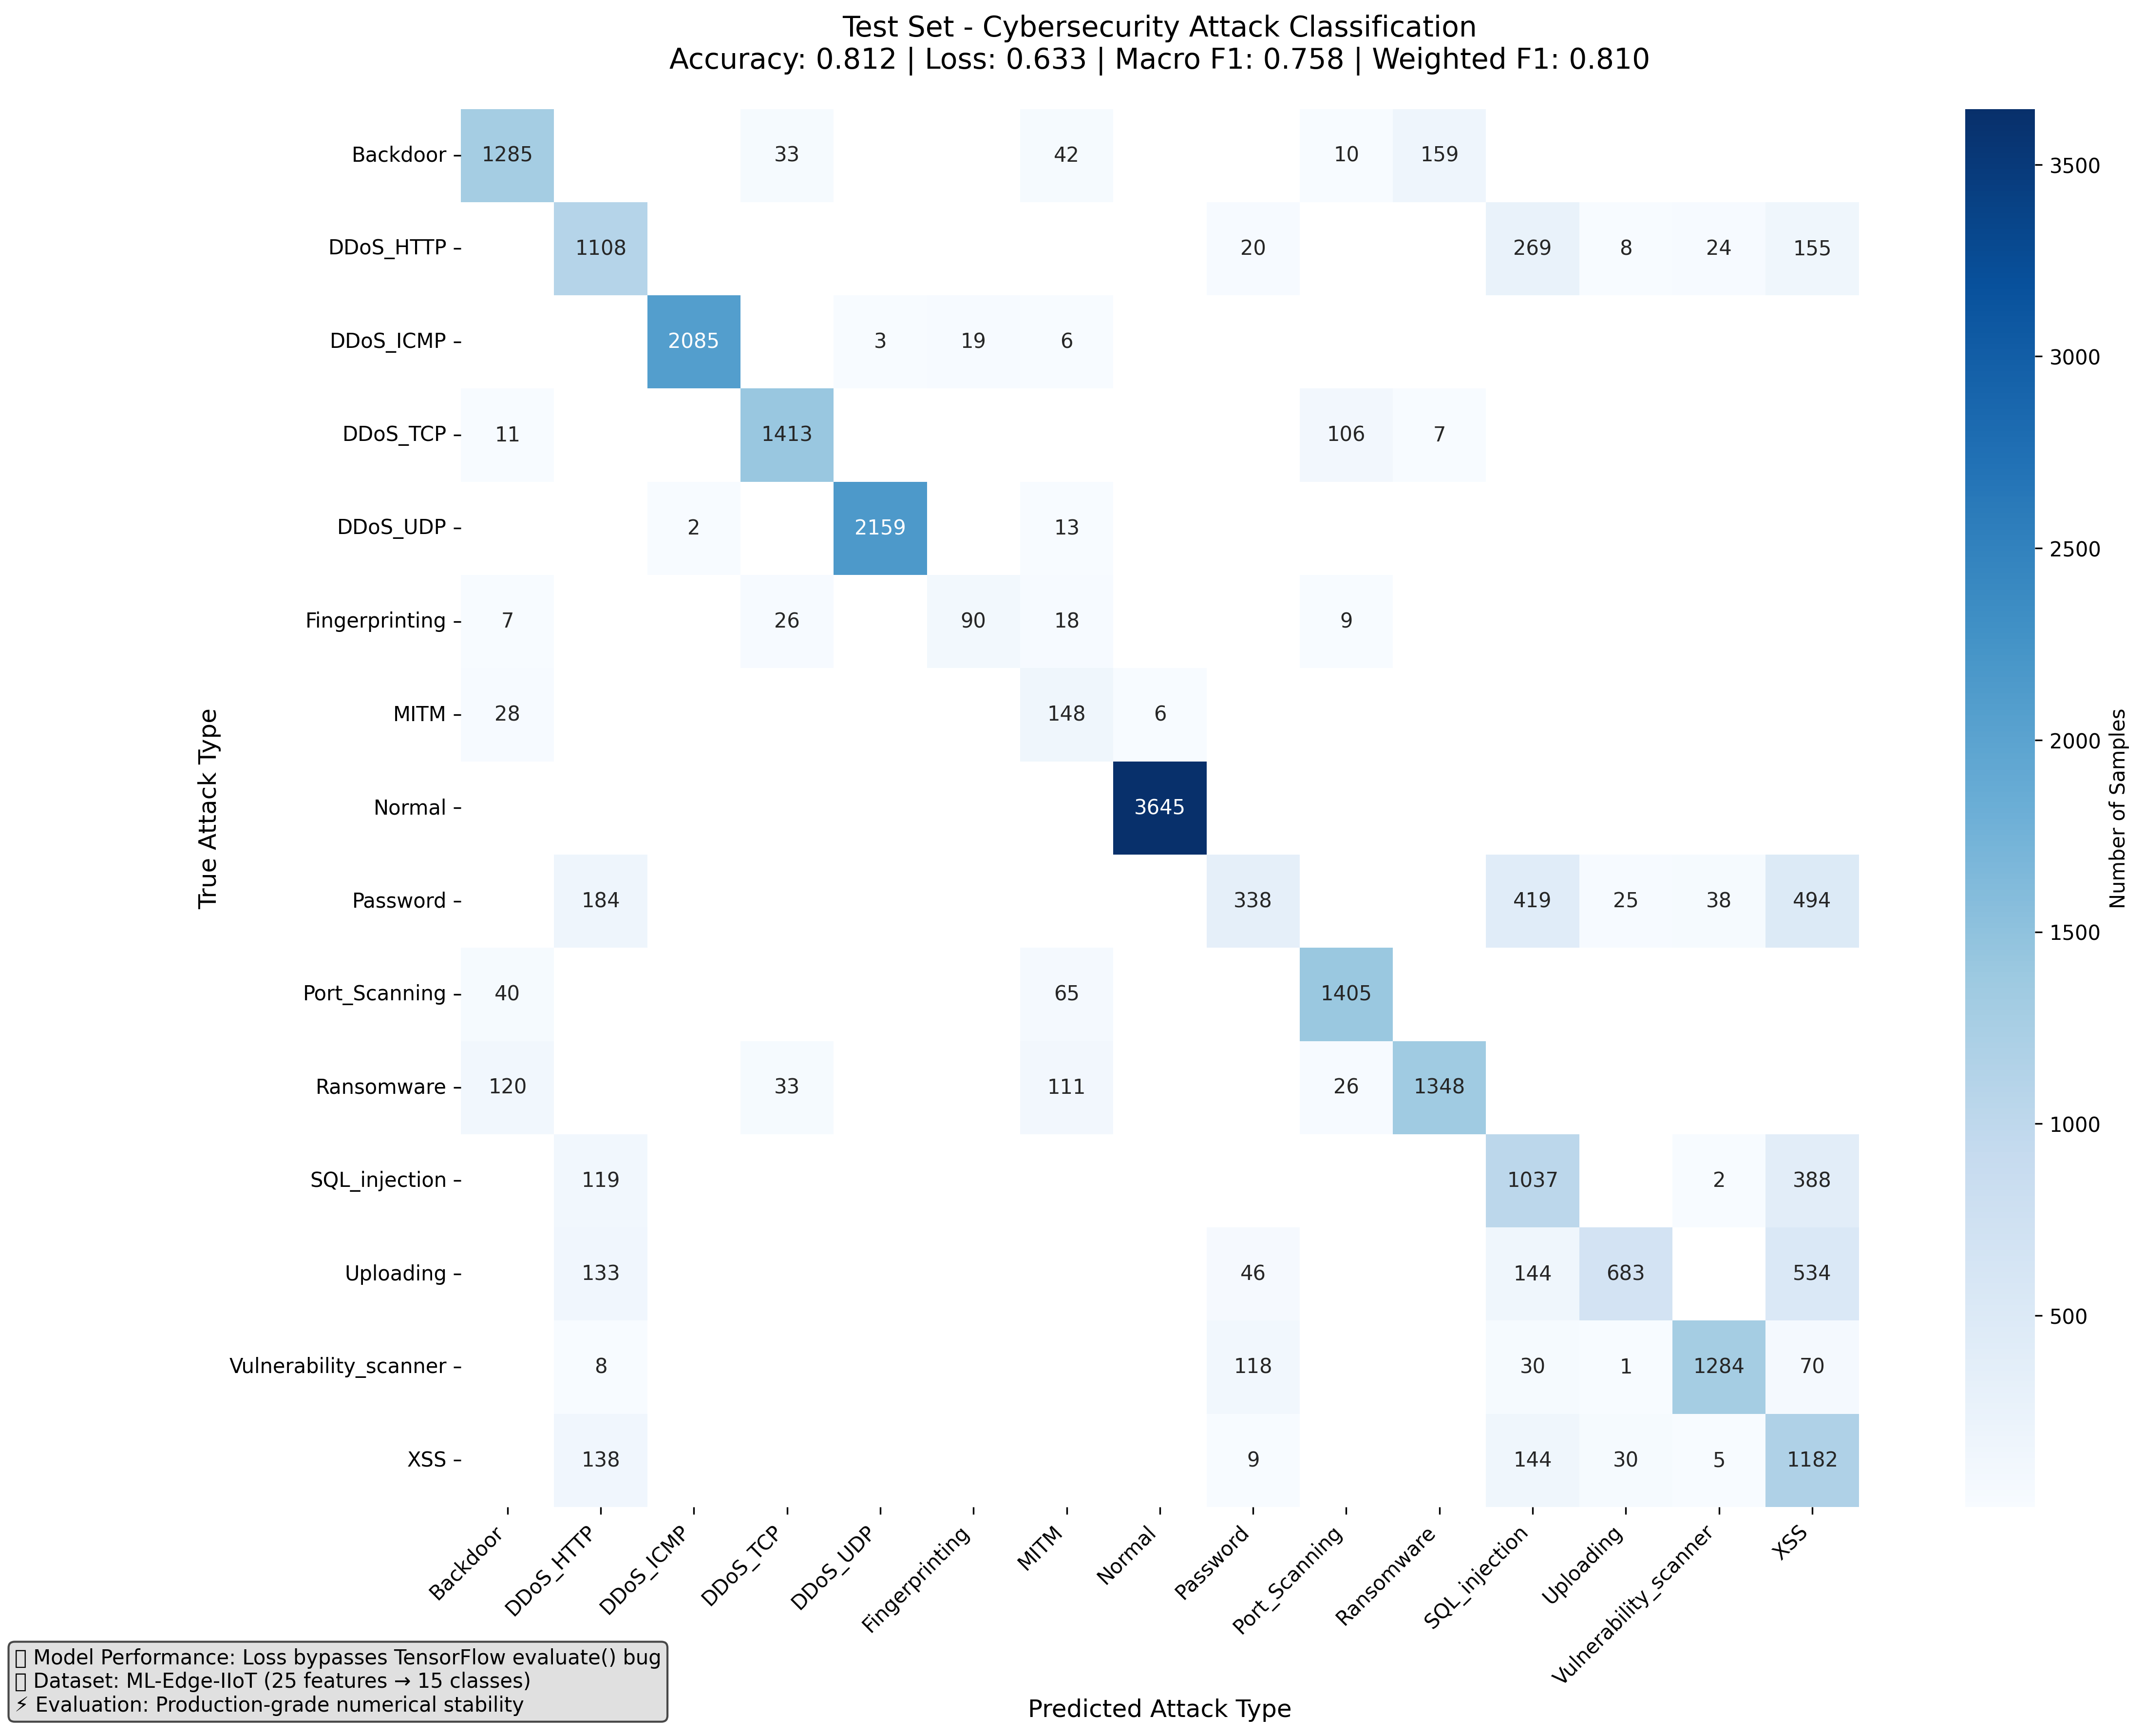 Test Set - Cybersecurity Attack Classification
Accuracy: 0.812 | Loss: 0.633 | Macro F1: 0.758 | Weighted F1: 0.810
Backdoor 1285 33 42 10 159
DDoS_HTTP 1108 20 269 8 24 155
DDoS_ICMP 2085 3 19 6
DDoS_TCP 11 1413 106 7
DDoS_UDP 2 2159 13
Fingerprinting 7 26 90 18 9
MITM 28 148 6
Normal 3645
Password 184 338 419 25 38 494
Port_Scanning 40 65 1405
Ransomware 120 33 111 26 1348
SQL_injection 119 1037 2 388
Uploading 133 46 144 683 534
Vulnerability_scanner 8 118 30 1 1284 70
XSS 138 9 144 30 5 1182
True Attack Type
Backdoor
DDoS_HTTP
DDoS_ICMP
DDoS_TCP
DDoS_UDP
Fingerprinting
MITM
Normal
Password
Port_Scanning
Ransomware
SQL_injection
Uploading
Vulnerability_scanner
XSS
Predicted Attack Type
3500
3000
2500
2000
1500
1000
500
Number of Samples
Model Performance: Loss bypasses TensorFlow evaluate() bug
Dataset: ML-Edge-IIoT (25 features → 15 classes)
⚡ Evaluation: Production-grade numerical stability